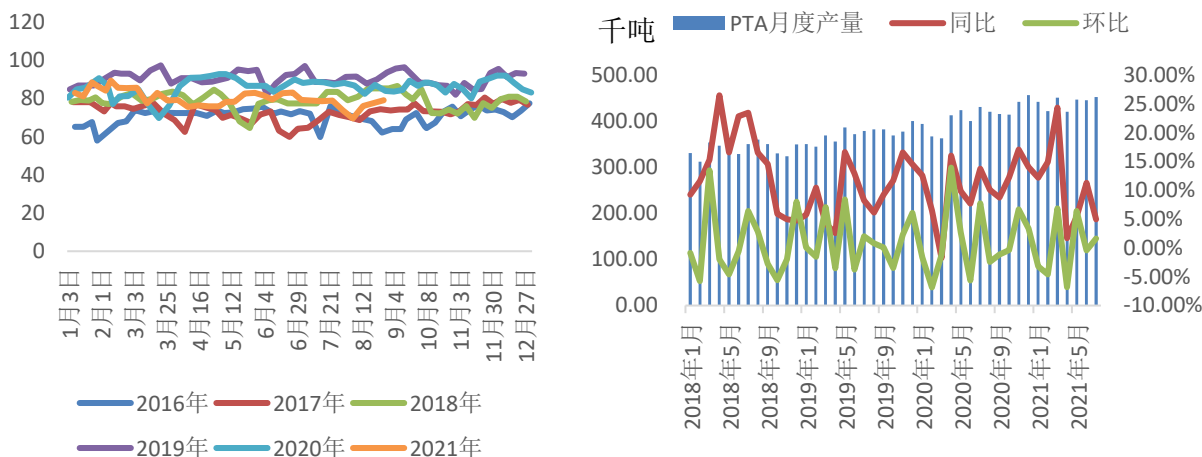 120
100
80
60
40
20
0
1月3日
2月1日
3月3日
3月25日
4月16日
5月12日
6月4日
6月29日
7月21日
8月12日
9月4日
10月8日
11月3日
11月30日
12月27日
2016年 2017年 2018年
2019年 2020年 2021年
千吨 PTA月度产量 同比 环比
500.00
400.00
300.00
200.00
100.00
0.00
30.00%
25.00%
20.00%
15.00%
10.00%
5.00%
0.00%
-5.00%
-10.00%
2018年1月
2018年5月
2018年9月
2019年1月
2019年5月
2019年9月
2020年1月
2020年5月
2020年9月
2021年1月
2021年5月